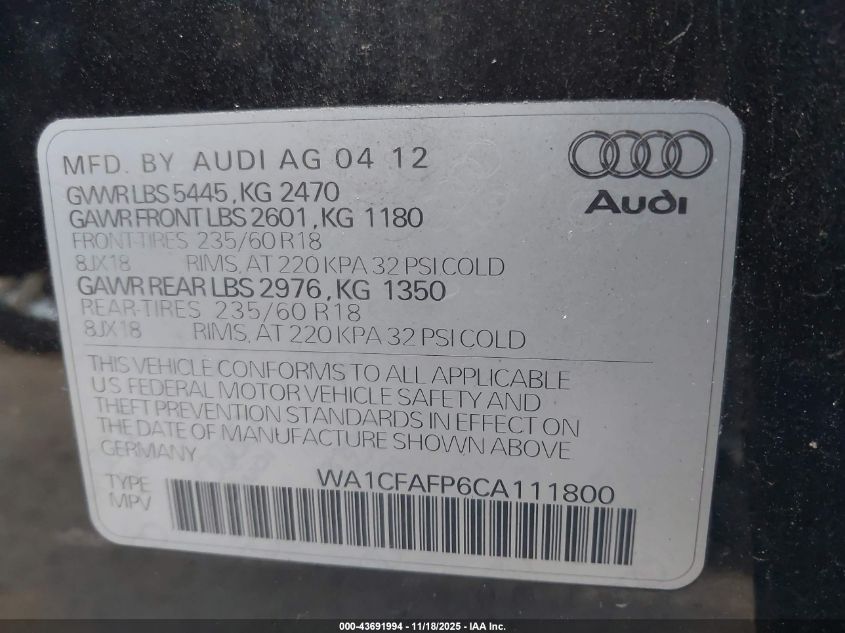 MFD. BY AUDI AG 04 12
GVWR LBS 5445, KG 2470
GAWR FRONT LBS 2601, KG 1180
FRONT-TIRES 235/60 R18
8JX18 RIMS, AT 220 KPA 32 PSI COLD
GAWR REAR LBS 2976, KG 1350
REAR-TIRES 235/60 R18
8JX18 RIMS, AT 220 KPA 32 PSI COLD
Audi
THIS VEHICLE CONFORMS TO ALL APPLICABLE
US FEDERAL MOTOR VEHICLE SAFETY AND
THEFT PREVENTION STANDARDS IN EFFECT ON
THE DATE OF MANUFACTURE SHOWN ABOVE
GERMANY
TYPE WA1CFAFP6CA111800
MPV
000-43691994 - 11/18/2025 - IAA Inc.